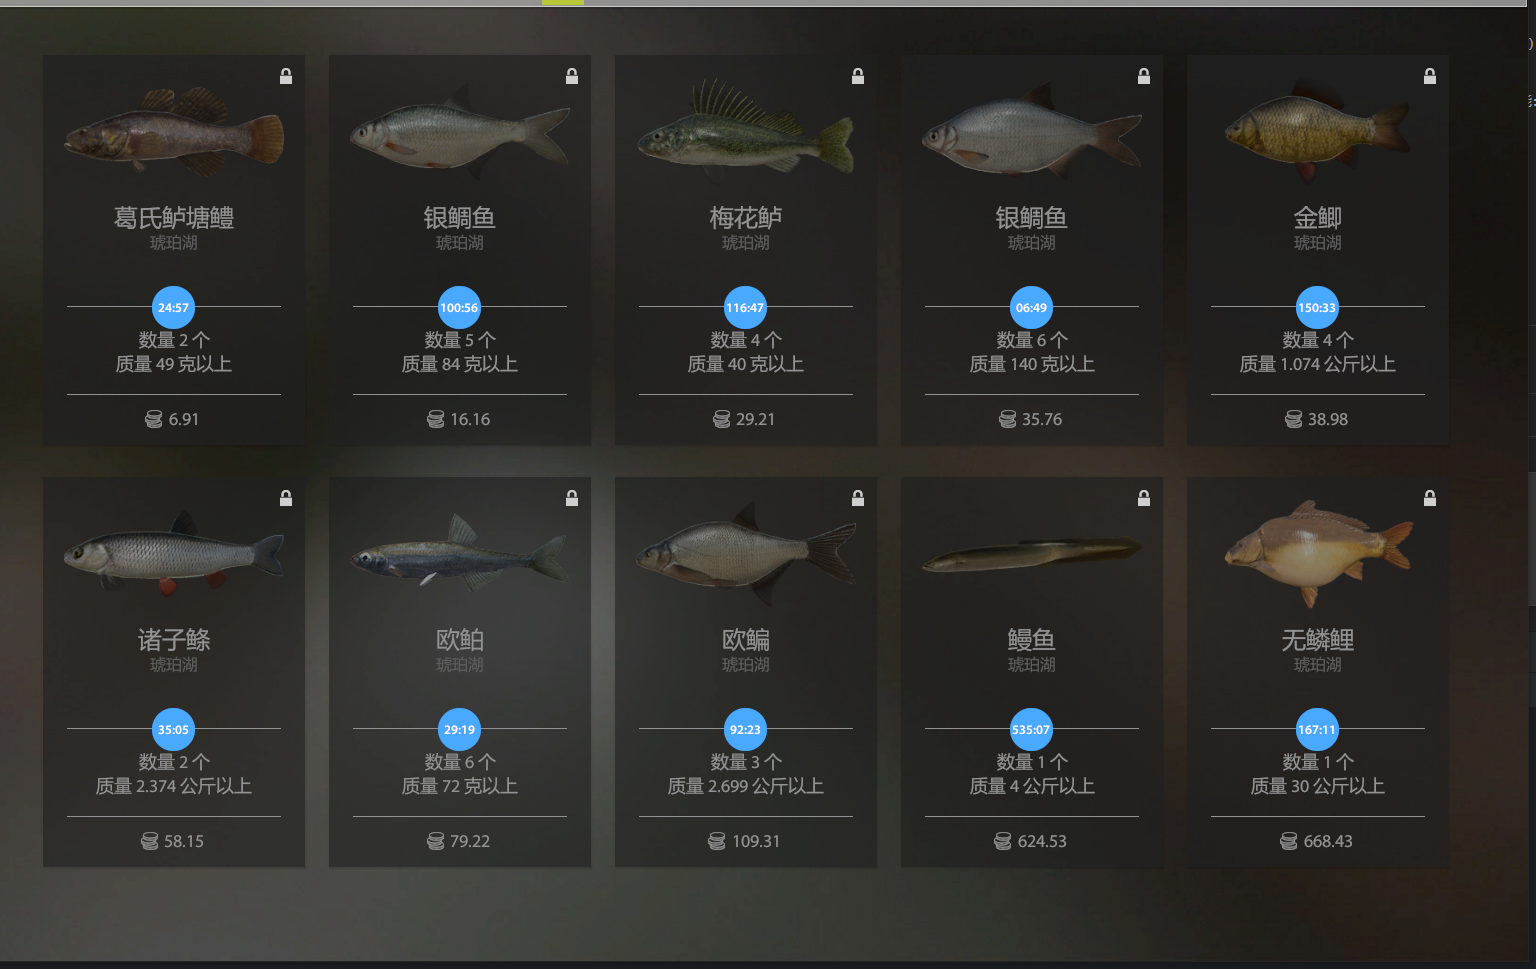 葛氏鲈塘鳢
琥珀湖
24:57
数量 2 个
质量 49 克以上
6.91
银鲷鱼
琥珀湖
100:56
数量 5 个
质量 84 克以上
16.16
梅花鲈
琥珀湖
116:47
数量 4 个
质量 40 克以上
29.21
银鲷鱼
琥珀湖
06:49
数量 6 个
质量 140 克以上
35.76
金鲫
琥珀湖
150:33
数量 4 个
质量 1.074 公斤以上
38.98
诸子鲦
琥珀湖
35:05
数量 2 个
质量 2.374 公斤以上
58.15
欧鲌
琥珀湖
29:19
数量 6 个
质量 72 克以上
79.22
欧鳊
琥珀湖
92:23
数量 3 个
质量 2.699 公斤以上
109.31
鳗鱼
琥珀湖
535:07
数量 1 个
质量 4 公斤以上
624.53
无鳞鲤
琥珀湖
167:11
数量 1 个
质量 30 公斤以上
668.43